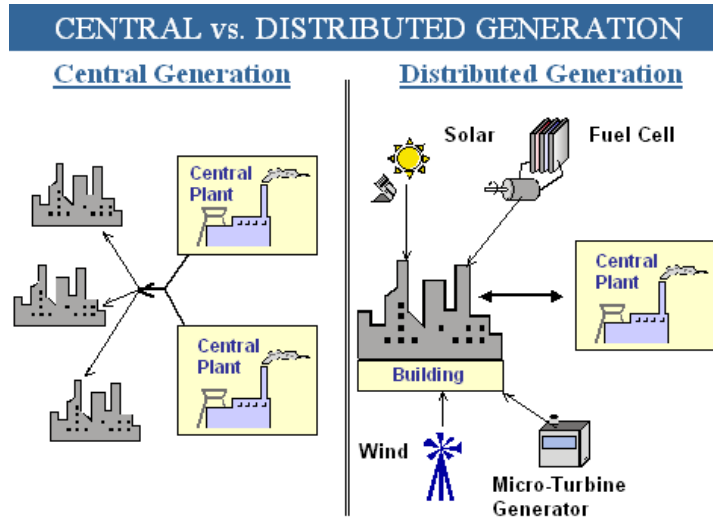 CENTRAL vs. DISTRIBUTED GENERATION
Central Generation
Central
Plant
Central
Plant
Distributed Generation
Solar
Fuel Cell
Central
Plant
Building
Wind
Micro-Turbine
Generator